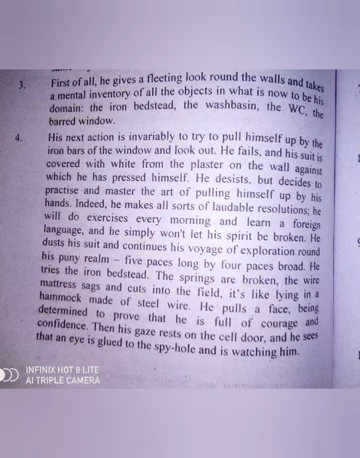 3. First of all, he gives a fleeting look round the walls and takes
a mental inventory of all the objects in what is now to be his
domain: the iron bedstead, the washbasin, the WC, the
barred window.
4. His next action is invariably to try to pull himself up by the
iron bars of the window and look out. He fails, and his suit is
covered with white from the plaster on the wall against
which he has pressed himself. He desists, but decides to
practise and master the art of pulling himself up by his
hands. Indeed, he makes all sorts of laudable resolutions; he
will do exercises every morning and learn a foreign
language, and he simply won't let his spirit be broken. He
dusts his suit and continues his voyage of exploration round
his puny realm – five paces long by four paces broad. He
tries the iron bedstead. The springs are broken, the wire
mattress sags and cuts into the field, it's like lying in a
hammock made of steel wire. He pulls a face, being
determined to prove that he is full of courage and
confidence. Then his gaze rests on the cell door, and he sees
that an eye is glued to the spy-hole and is watching him.
INFINIX HOT 8 LITE
AI TRIPLE CAMERA